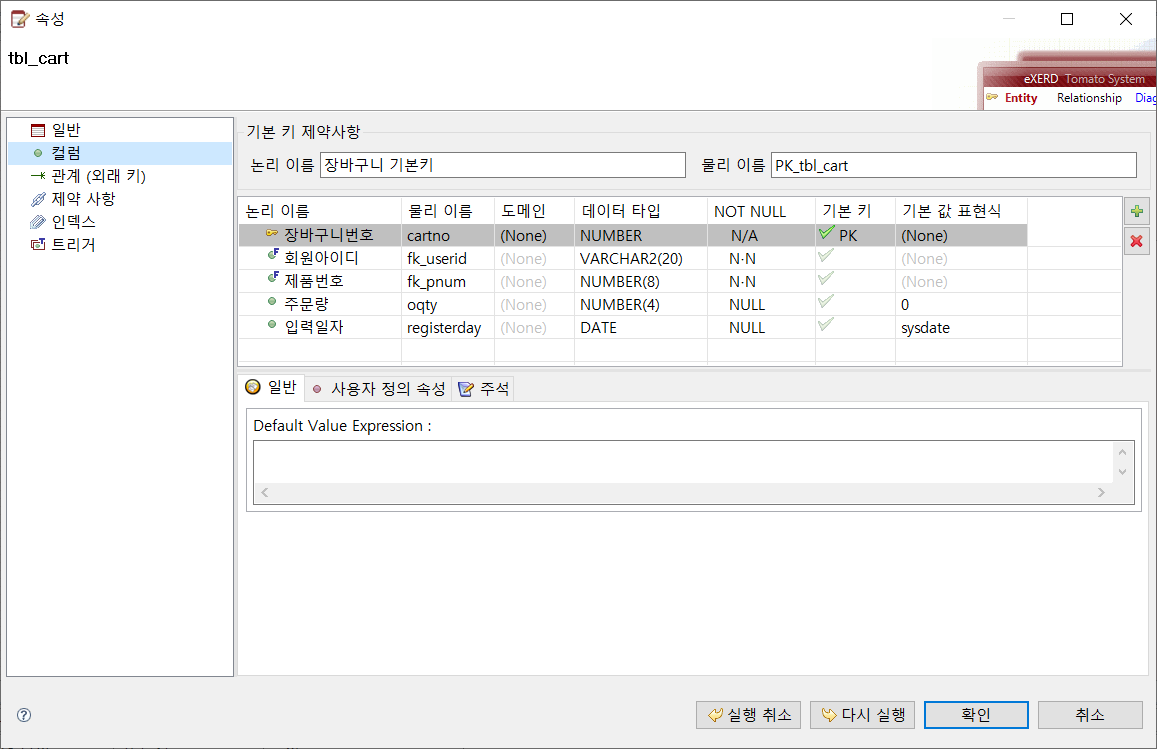 속성
tbl_cart
eXERD Tomato System
Entity Relationship Diag
일반
컬럼
관계 (외래 키)
제약 사항
인덱스
트리거
기본 키 제약사항
논리 이름 장바구니 기본키 물리 이름 PK_tbl_cart
논리 이름 물리 이름 도메인 데이터 타입 NOT NULL 기본 키 기본 값 표현식
장바구니번호 cartno (None) NUMBER N/A PK (None)
회원아이디 fk_userid (None) VARCHAR2(20) N·N (None)
제품번호 fk_pnum (None) NUMBER(8) N·N (None)
주문량 oqty (None) NUMBER(4) NULL 0
입력일자 registerday (None) DATE NULL sysdate
일반 사용자 정의 속성 주석
Default Value Expression :
실행 취소 다시 실행 확인 취소